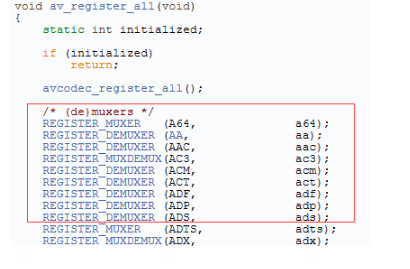 void av_register_all(void)
{
    static int initialized;
    if (initialized)
        return;
    avcodec_register_all();
    /* (de)muxers */
    REGISTER_MUXER   (A64,              a64);
    REGISTER_DEMUXER (AA,               aa);
    REGISTER_DEMUXER (AAC,              aac);
    REGISTER_MUXDEMUX(AC3,              ac3);
    REGISTER_DEMUXER (ACM,              acm);
    REGISTER_DEMUXER (ACT,              act);
    REGISTER_DEMUXER (ADF,              adf);
    REGISTER_DEMUXER (ADP,              adp);
    REGISTER_DEMUXER (ADS,              ads);
    REGISTER_MUXER   (ADTS,             adts);
    REGISTER_MUXDEMUX(ADX,              adx);